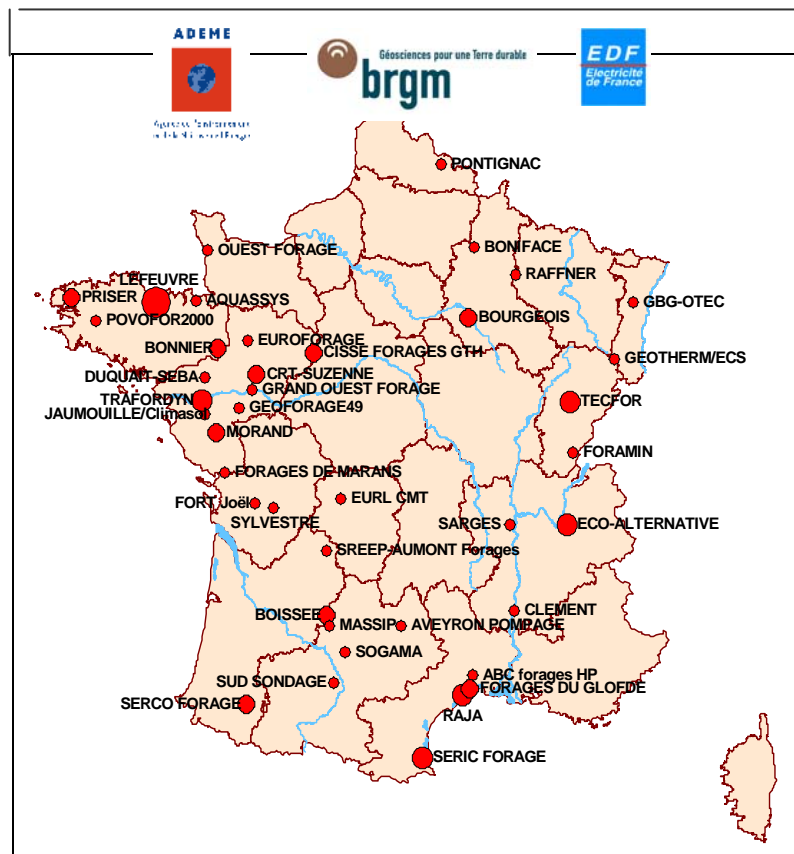 ADEME
Géosciences pour une Terre durable
brgm
EDF
Electricité
de France
PONTIGNAC
OUEST FORAGE
BONIFACE
RAFFNER
LEFEUVRE
PRISER
AQUASSYS
GBG-OTEC
POVOFOR2000
BOURGEOIS
EUROFORAGE
BONNIER
CISSE FORAGES GTH
GEOTHERM/ECS
DUQUAIT-SEBA
CRT-SUZENNE
GRAND OUEST FORAGE
TRAFORDYN
TECFOR
JAUMOUILLE/Climasol
GEOFORAGE49
MORAND
FORAMIN
FORAGES DE MARANS
FORT Joël
EURL CMT
SYLVESTRE
SARGES
ECO-ALTERNATIVE
SREEP-AUMONT Forages
BOISSEE
CLEMENT
MASSIP
AVEYRON POMPAGE
SOGAMA
ABC forages HP
SUD SONDAGE
FORAGES DU GLOFDE
SERCO FORAGE
RAJA
SERIC FORAGE